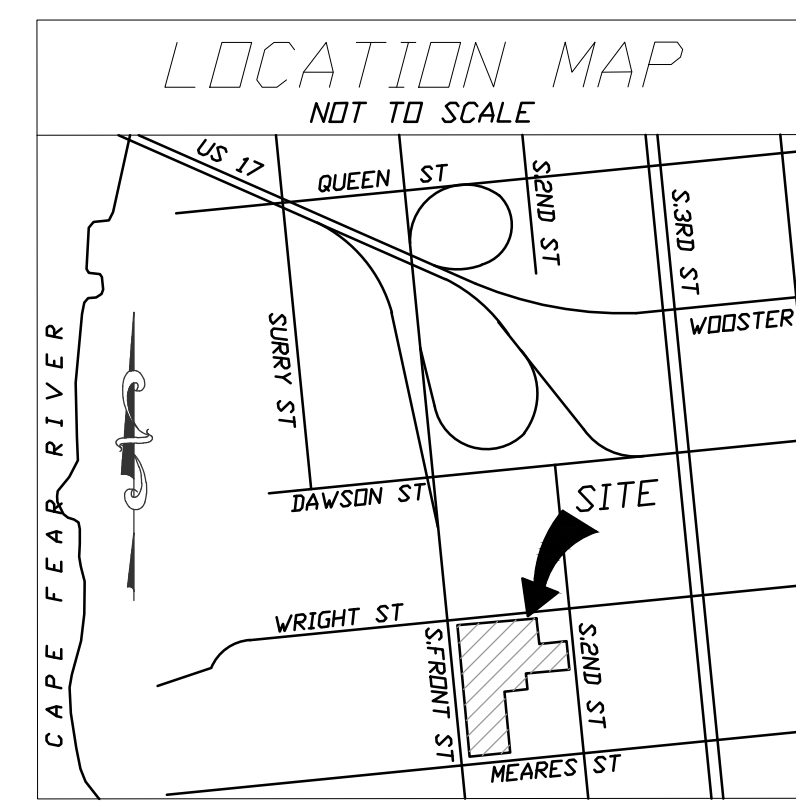 LOCATION MAP
NOT TO SCALE
US 17
QUEEN ST
S.2ND ST
S.3RD ST
WOOSTER
SURRY ST
CAPE FEAR RIVER
DAWSON ST
SITE
WRIGHT ST
S.FRONT ST
S.2ND ST
MEARES ST